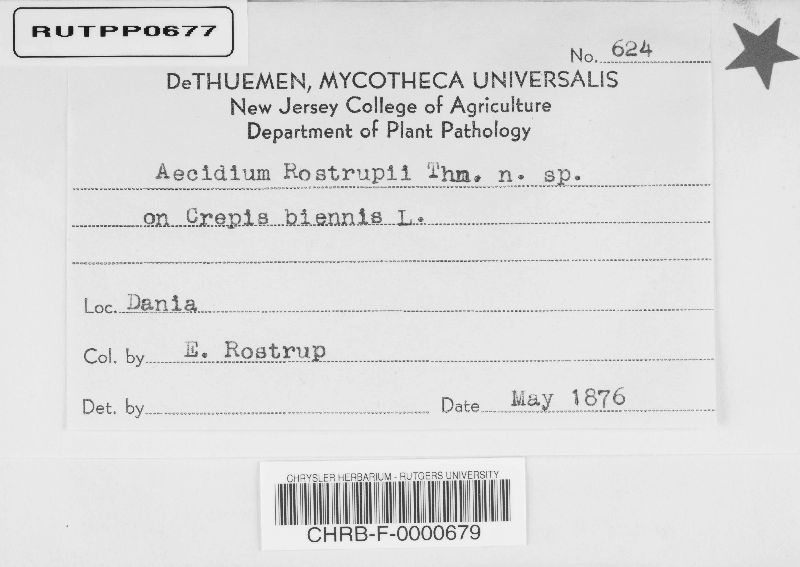 RUTPP0677
No. 624
DeTHUEMEN, MYCOTHECA UNIVERSALIS
New Jersey College of Agriculture
Department of Plant Pathology
Aecidium Rostrupii Thm. n. sp.
on Crepis biennis L.
Loc. Dania
Col. by E. Rostrup
Det. by
Date May 1876
CHRYSLER HERBARIUM - RUTGERS UNIVERSITY
CHRB-F-0000679